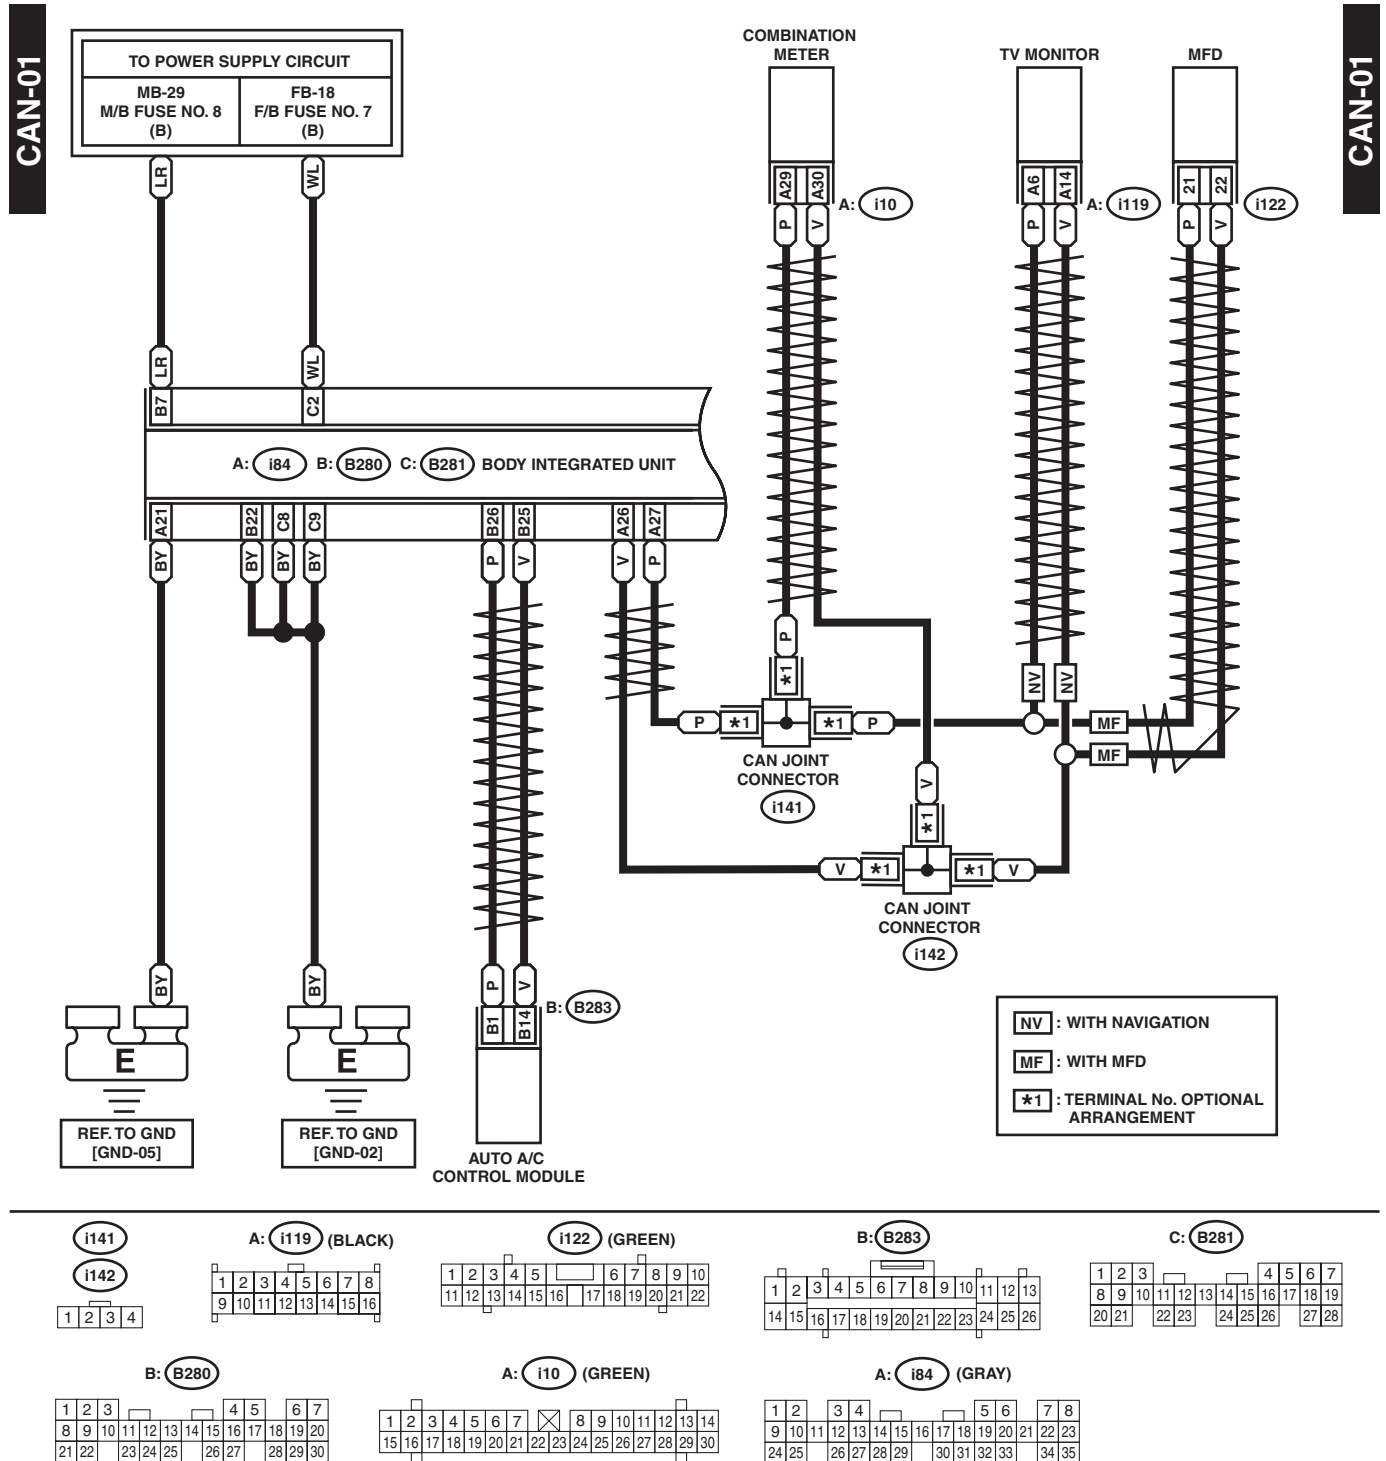 CAN-01
CAN-01
TO POWER SUPPLY CIRCUIT
MB-29
M/B FUSE NO. 8
(B)
FB-18
F/B FUSE NO. 7
(B)
COMBINATION
METER
TV MONITOR
MFD
LR
WL
A29 A30
A: i10
A6 A14
A: i119
21 22
i122
P V
P V
P V
LR
WL
B7
C2
A: i84 B: B280 C: B281 BODY INTEGRATED UNIT
A21 B22 C8 C9 B26 B25 A26 A27
BY BY BY BY P V V P
P
*1
NV NV
P *1 *1 P
MF
MF
CAN JOINT
CONNECTOR
i141
V
*1
V *1 *1 V
CAN JOINT
CONNECTOR
i142
BY
BY
P V
B1 B14
B: B283
E
E
REF. TO GND
[GND-05]
REF. TO GND
[GND-02]
AUTO A/C
CONTROL MODULE
NV : WITH NAVIGATION
MF : WITH MFD
*1 : TERMINAL No. OPTIONAL
ARRANGEMENT
i141
i142
1 2 3 4
A: i119 (BLACK)
1 2 3 4 5 6 7 8
9 10 11 12 13 14 15 16
i122 (GREEN)
1 2 3 4 5 6 7 8 9 10
11 12 13 14 15 16 17 18 19 20 21 22
B: B283
1 2 3 4 5 6 7 8 9 10 11 12 13
14 15 16 17 18 19 20 21 22 23 24 25 26
C: B281
1 2 3 4 5 6 7
8 9 10 11 12 13 14 15 16 17 18 19
20 21 22 23 24 25 26 27 28
B: B280
1 2 3 4 5 6 7
8 9 10 11 12 13 14 15 16 17 18 19 20
21 22 23 24 25 26 27 28 29 30
A: i10 (GREEN)
1 2 3 4 5 6 7 8 9 10 11 12 13 14
15 16 17 18 19 20 21 22 23 24 25 26 27 28 29 30
A: i84 (GRAY)
1 2 3 4 5 6 7 8
9 10 11 12 13 14 15 16 17 18 19 20 21 22 23
24 25 26 27 28 29 30 31 32 33 34 35